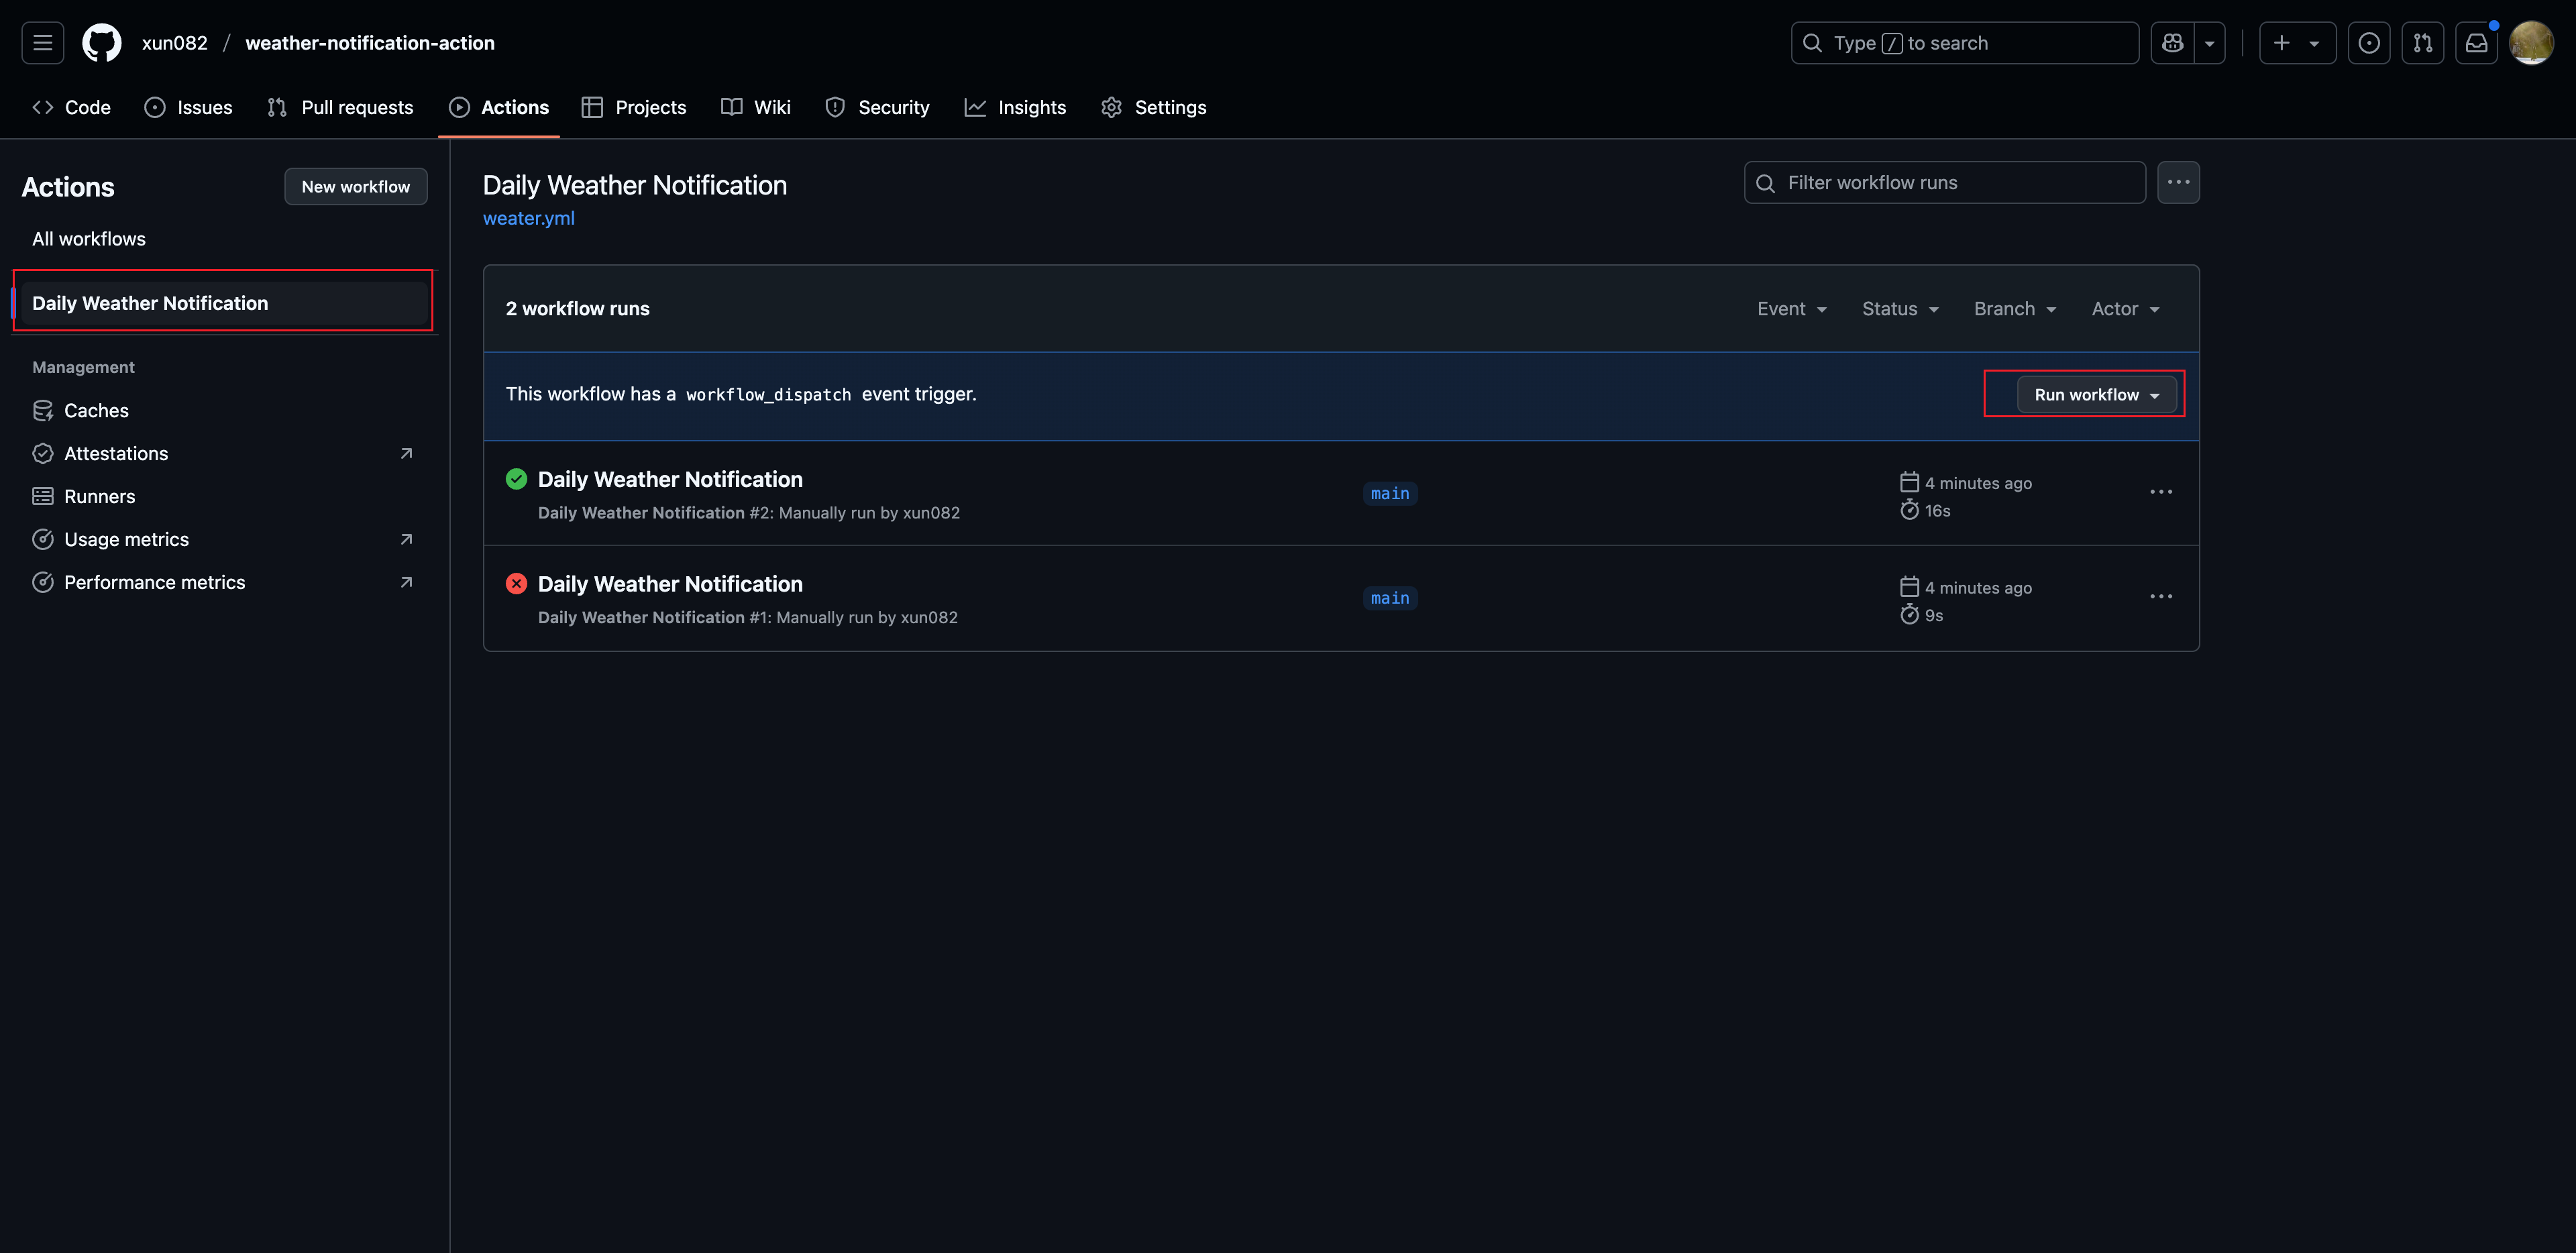 xun082 / weather-notification-action
Type / to search
Code Issues Pull requests Actions Projects Wiki Security Insights Settings
Actions
New workflow
All workflows
Daily Weather Notification
Management
Caches
Attestations
Runners
Usage metrics
Performance metrics
Daily Weather Notification
weater.yml
Filter workflow runs
2 workflow runs
Event Status Branch Actor
This workflow has a workflow_dispatch event trigger.
Run workflow
Daily Weather Notification
Daily Weather Notification #2: Manually run by xun082
main
4 minutes ago
16s
Daily Weather Notification
Daily Weather Notification #1: Manually run by xun082
main
4 minutes ago
9s